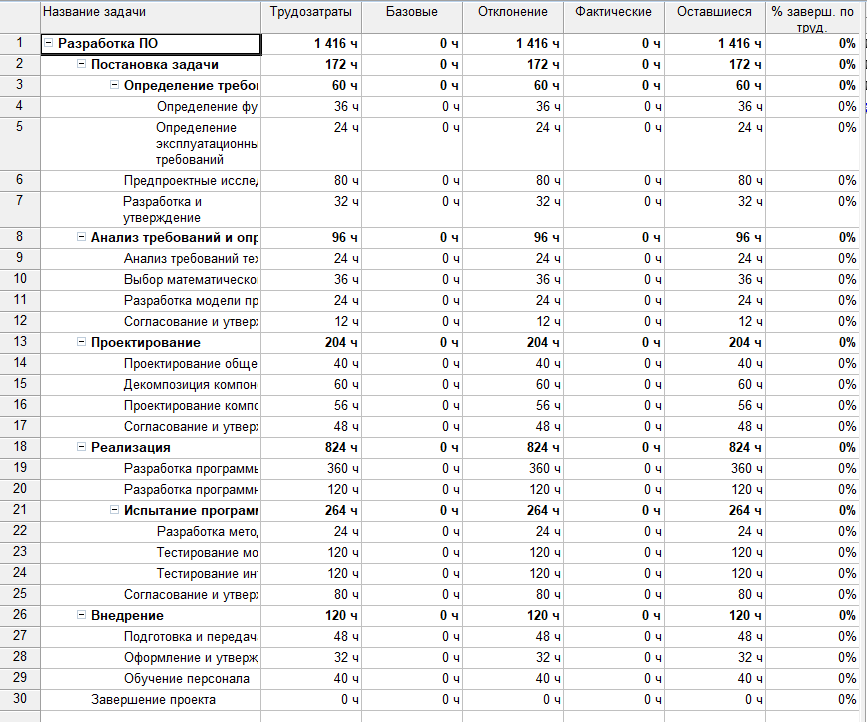 Название задачи Трудозатраты Базовые Отклонение Фактические Оставшиеся % заверш. по
труд.
1 Разработка ПО 1 416 ч 0 ч 1 416 ч 0 ч 1 416 ч 0%
2 Постановка задачи 172 ч 0 ч 172 ч 0 ч 172 ч 0%
3 Определение требо 60 ч 0 ч 60 ч 0 ч 60 ч 0%
4 Определение фу 36 ч 0 ч 36 ч 0 ч 36 ч 0%
5 Определение 24 ч 0 ч 24 ч 0 ч 24 ч 0%
эксплуатационнь
требований
6 Предпроектные иссле 80 ч 0 ч 80 ч 0 ч 80 ч 0%
7 Разработка и 32 ч 0 ч 32 ч 0 ч 32 ч 0%
утверждение
8 Анализ требований и опр 96 ч 0 ч 96 ч 0 ч 96 ч 0%
9 Анализ требований те 24 ч 0 ч 24 ч 0 ч 24 ч 0%
10 Выбор математическо 36 ч 0 ч 36 ч 0 ч 36 ч 0%
11 Разработка модели пр 24 ч 0 ч 24 ч 0 ч 24 ч 0%
12 Согласование и утвер 12 ч 0 ч 12 ч 0 ч 12 ч 0%
13 Проектирование 204 ч 0 ч 204 ч 0 ч 204 ч 0%
14 Проектирование обще 40 ч 0 ч 40 ч 0 ч 40 ч 0%
15 Декомпозиция компон 60 ч 0 ч 60 ч 0 ч 60 ч 0%
16 Проектирование компо 56 ч 0 ч 56 ч 0 ч 56 ч 0%
17 Согласование и утвер 48 ч 0 ч 48 ч 0 ч 48 ч 0%
18 Реализация 824 ч 0 ч 824 ч 0 ч 824 ч 0%
19 Разработка программь 360 ч 0 ч 360 ч 0 ч 360 ч 0%
20 Разработка программн 120 ч 0 ч 120 ч 0 ч 120 ч 0%
21 Испытание програм 264 ч 0 ч 264 ч 0 ч 264 ч 0%
22 Разработка мето 24 ч 0 ч 24 ч 0 ч 24 ч 0%
23 Тестирование мо 120 ч 0 ч 120 ч 0 ч 120 ч 0%
24 Тестирование ин 120 ч 0 ч 120 ч 0 ч 120 ч 0%
25 Согласование и утвер 80 ч 0 ч 80 ч 0 ч 80 ч 0%
26 Внедрение 120 ч 0 ч 120 ч 0 ч 120 ч 0%
27 Подготовка и передач 48 ч 0 ч 48 ч 0 ч 48 ч 0%
28 Оформление и утверж 32 ч 0 ч 32 ч 0 ч 32 ч 0%
29 Обучение персонала 40 ч 0 ч 40 ч 0 ч 40 ч 0%
30 Завершение проекта 0 ч 0 ч 0 ч 0 ч 0 ч 0%